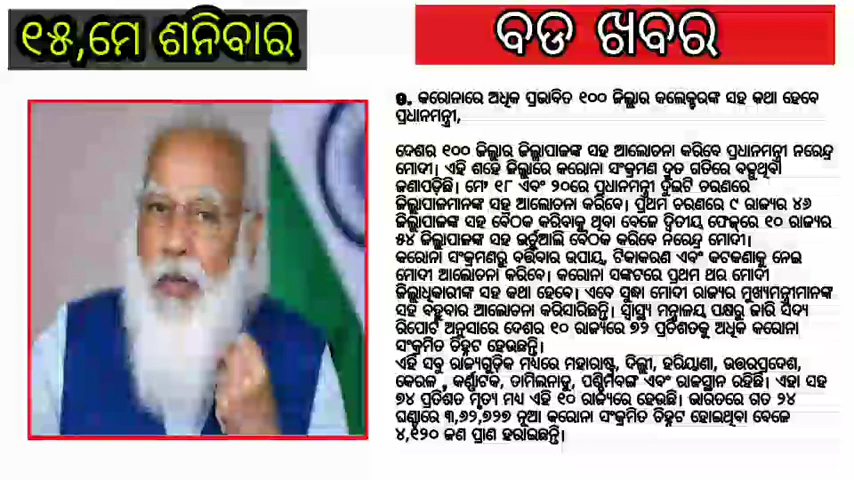 ୧୫,ମେ ଶନିବାର
ବଡ ଖବର
୨. କରୋନାରେ ଅଧିକ ପ୍ରଭାବିତ ୧୦୦ ଜିଲ୍ଲାର କଲେକ୍ଟରଙ୍କ ସହ କଥା ହେବେ
ପ୍ରଧାନମନ୍ତ୍ରୀ,
ଦେଶର ୧୦୦ ଜିଲ୍ଲାର ଜିଲ୍ଲାପାଳଙ୍କ ସହ ଆଲୋଚନା କରିବେ ପ୍ରଧାନମନ୍ତ୍ରୀ ନରେନ୍ଦ୍ର
ମୋଦୀ। ଏହି ଶହେ ଜିଲ୍ଲାରେ କରୋନା ସଂକ୍ରମଣ ଦ୍ରୁତ ଗତିରେ ବଢୁଥିବା
ଜଣାପଡ଼ିଛି। ମେ' ୧୮ ଏବଂ ୨୦ରେ ପ୍ରଧାନମନ୍ତ୍ରୀ ଦୁଇଟି ଚରଣରେ
ଜିଲ୍ଲାପାଳମାନଙ୍କ ସହ ଆଲୋଚନା କରିବେ। ପ୍ରଥମ ଚରଣରେ ୯ ରାଜ୍ୟର ୪୬
ଜିଲ୍ଲାପାଳଙ୍କ ସହ ବୈଠକ କରିବାକୁ ଥିବା ବେଳେ ଦ୍ୱିତୀୟ ଫେଜ୍‌ରେ ୧୦ ରାଜ୍ୟର
୫୪ ଜିଲ୍ଲାପାଳଙ୍କ ସହ ଭର୍ଚୁଆଲି ବୈଠକ କରିବେ ନରେନ୍ଦ୍ର ମୋଦୀ।
କରୋନା ସଂକ୍ରମଣରୁ ବର୍ତ୍ତିବାର ଉପାୟ, ଟିକାକରଣ ଏବଂ କଟକଣାକୁ ନେଇ
ମୋଦୀ ଆଲୋଚନା କରିବେ। କରୋନା ସଙ୍କଟରେ ପ୍ରଥମ ଥର ମୋଦୀ
ଜିଲ୍ଲାଧିକାରୀଙ୍କ ସହ କଥା ହେବେ। ଏବେ ସୁଦ୍ଧା ମୋଦୀ ରାଜ୍ୟର ମୁଖ୍ୟମନ୍ତ୍ରୀମାନଙ୍କ
ସହ ବହୁବାର ଆଲୋଚନା କରିସାରିଛନ୍ତି। ସ୍ୱାସ୍ଥ୍ୟ ମନ୍ତ୍ରାଳୟ ପକ୍ଷରୁ ଜାରି ସଦ୍ୟ
ରିପୋର୍ଟ ଅନୁସାରେ ଦେଶର ୧୦ ରାଜ୍ୟରେ ୭୨ ପ୍ରତିଶତକୁ ଅଧିକ କରୋନା
ସଂକ୍ରମିତ ଚିହ୍ନଟ ହେଉଛନ୍ତି।
ଏହି ସବୁ ରାଜ୍ୟଗୁଡ଼ିକ ମଧ୍ୟରେ ମହାରାଷ୍ଟ୍ର, ଦିଲ୍ଲୀ, ହରିୟାଣା, ଉତ୍ତରପ୍ରଦେଶ,
କେରଳ , କର୍ଣ୍ଣାଟକ, ତାମିଲନାଡୁ, ପଶ୍ଚିମବଙ୍ଗ ଏବଂ ରାଜସ୍ଥାନ ରହିଛି। ଏହା ସହ
୭୪ ପ୍ରତିଶତ ମୃତ୍ୟୁ ମଧ୍ୟ ଏହି ୧୦ ରାଜ୍ୟରେ ହେଉଛି। ଭାରତରେ ଗତ ୨୪
ଘଣ୍ଟାରେ ୩,୬୨,୭୨୭ ନୂଆ କରୋନା ସଂକ୍ରମିତ ଚିହ୍ନଟ ହୋଇଥିବା ବେଳେ
୪,୧୨୦ ଜଣ ପ୍ରାଣ ହରାଇଛନ୍ତି।